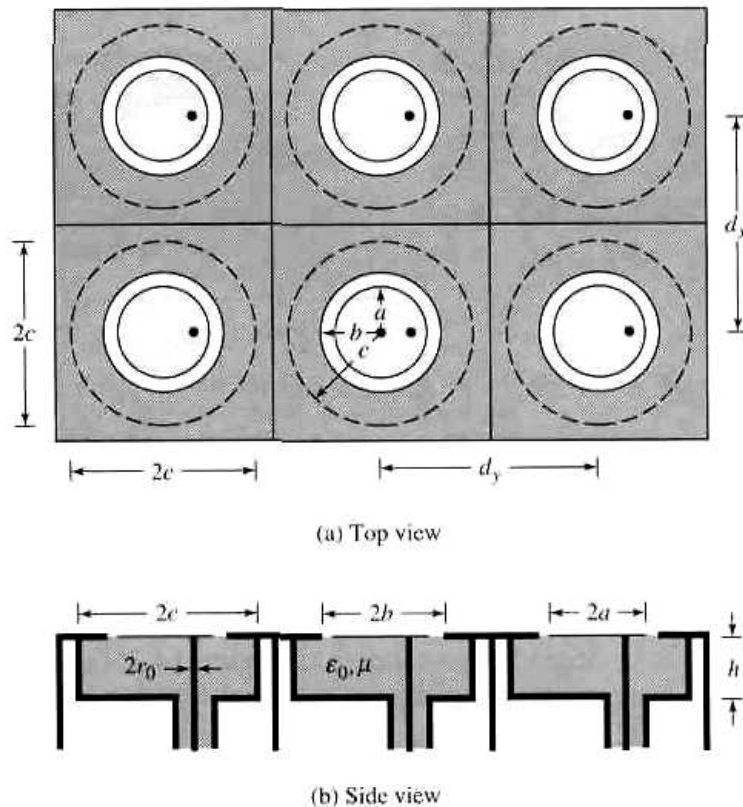 a
b
c
2c
d_y
2c
d_y
(a) Top view
2c
2b
2a
2r_0
ε_0, μ
h
(b) Side view